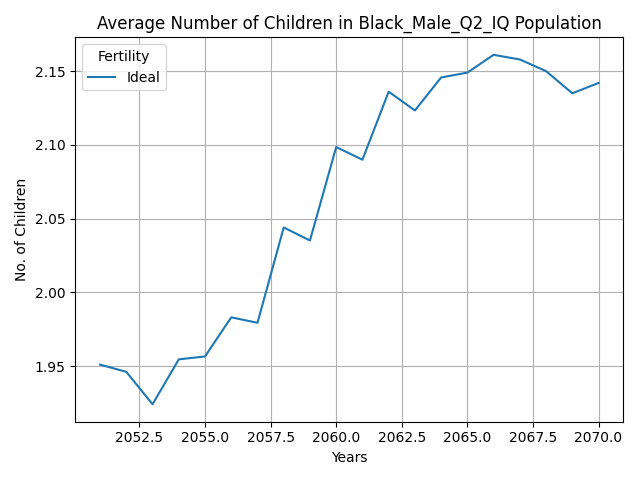 Average Number of Children in Black_Male_Q2_IQ Population
Fertility
Ideal
No. of Children
2.15
2.10
2.05
2.00
1.95
2052.5 2055.0 2057.5 2060.0 2062.5 2065.0 2067.5 2070.0
Years